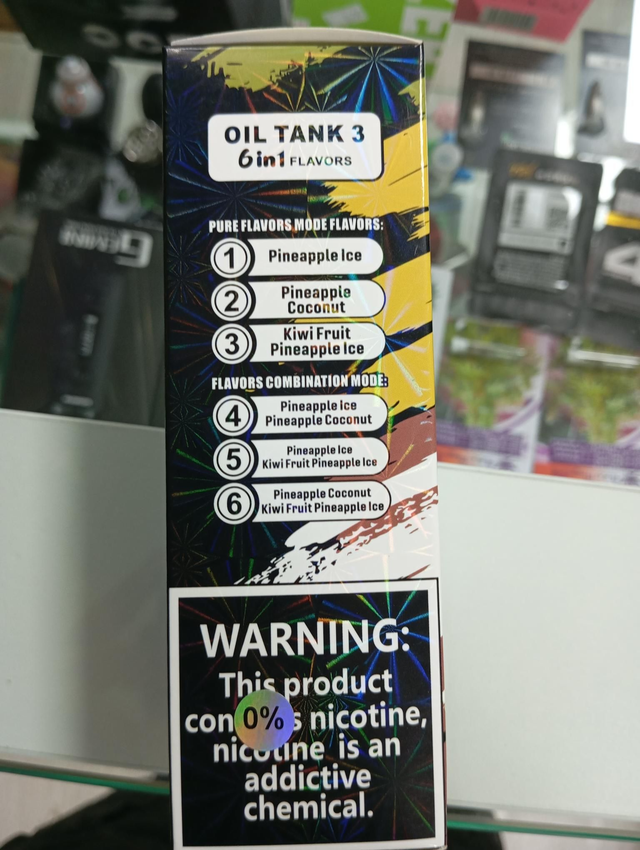 OIL TANK 3
6in1 FLAVORS
PURE FLAVORS MODE FLAVORS:
1 Pineapple Ice
2 Pineapple
Coconut
3 Kiwi Fruit
Pineapple Ice
FLAVORS COMBINATION MODE:
4 Pineapple Ice
Pineapple Coconut
5 Pineapple Ice
Kiwi Fruit Pineapple Ice
6 Pineapple Coconut
Kiwi Fruit Pineapple Ice
WARNING:
This product
con 0% s nicotine,
nicotine is an
addictive
chemical.
GEMINI